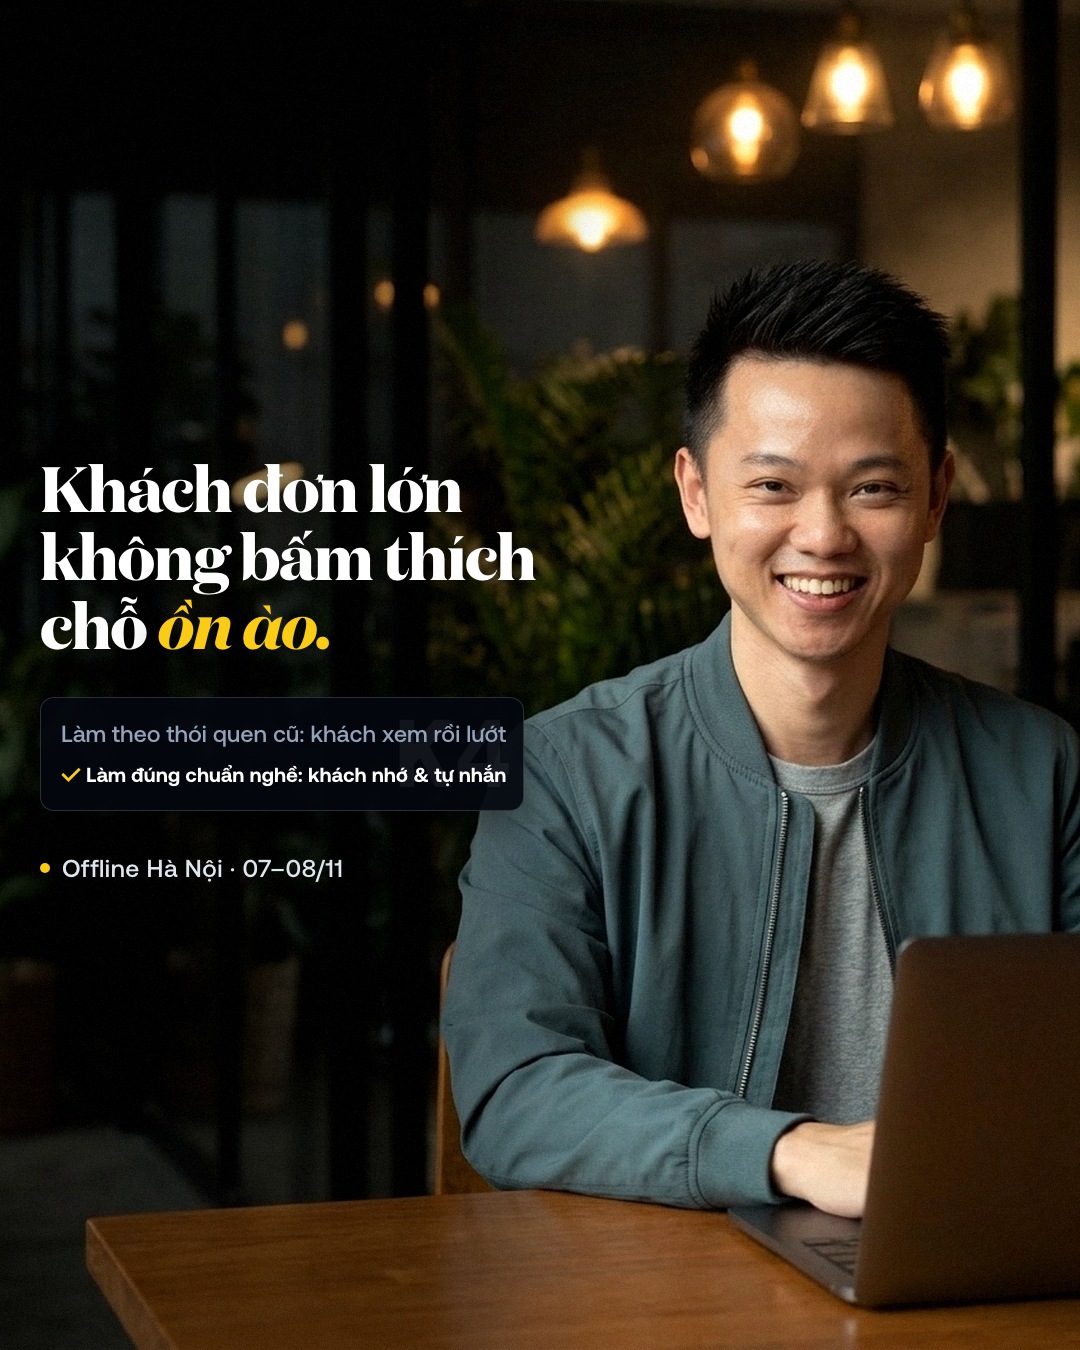 Khách đơn lớn
không bấm thích
chỗ ồn ào.
K4
Làm theo thói quen cũ: khách xem rồi lướt
Làm đúng chuẩn nghề: khách nhớ & tự nhắn
Offline Hà Nội · 07–08/11